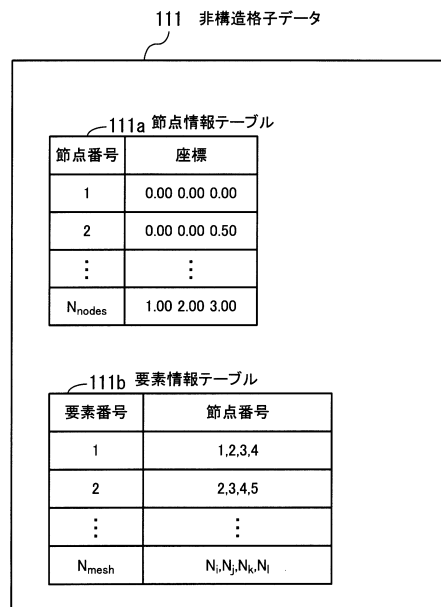 111 非構造格子データ
111a 節点情報テーブル
節点番号 座標
1 0.00 0.00 0.00
2 0.00 0.00 0.50
⋮ ⋮
Nnodes 1.00 2.00 3.00
111b 要素情報テーブル
要素番号 節点番号
1 1,2,3,4
2 2,3,4,5
⋮ ⋮
Nmesh Ni,Nj,Nk,Nl